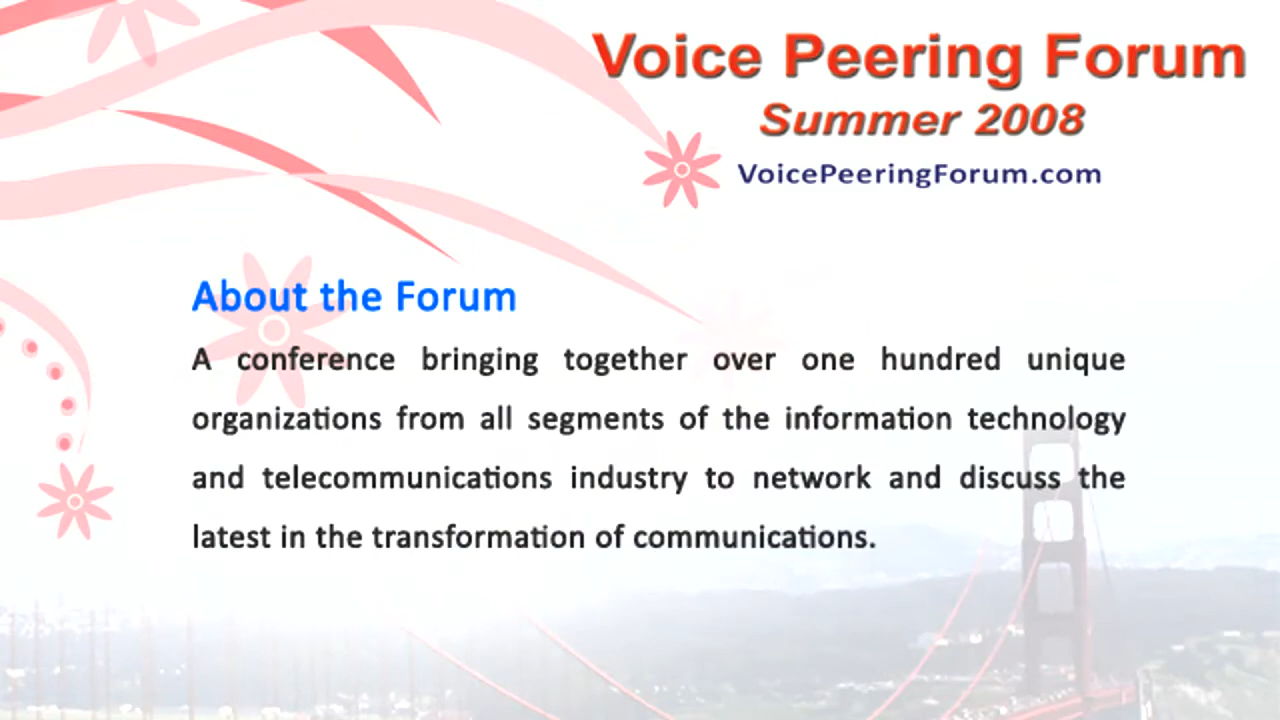 Voice Peering Forum
Summer 2008
VoicePeeringForum.com
About the Forum
A conference bringing together over one hundred unique
organizations from all segments of the information technology
and telecommunications industry to network and discuss the
latest in the transformation of communications.